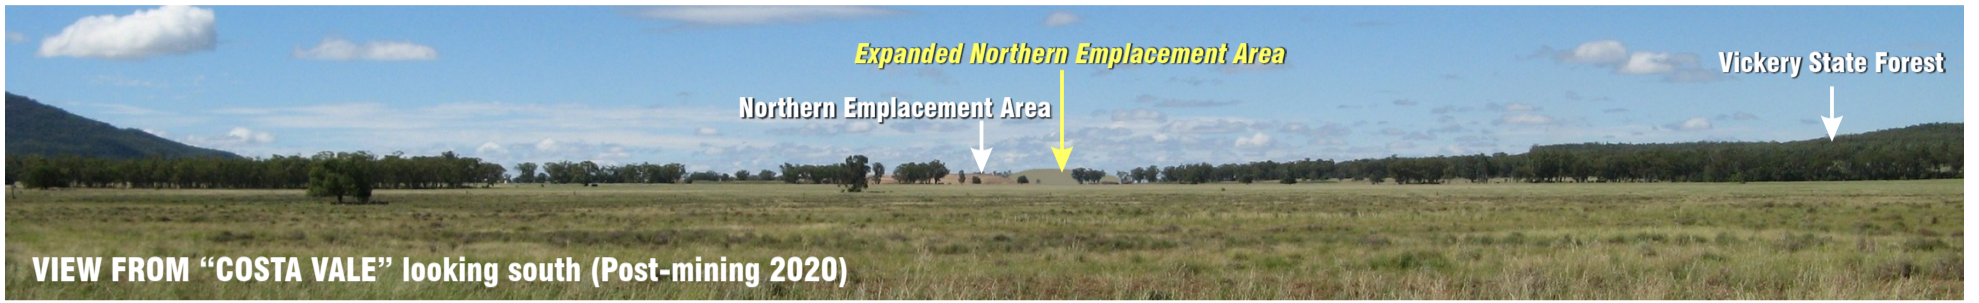 Expanded Northern Emplacement Area
Vickery State Forest
Northern Emplacement Area
VIEW FROM “COSTA VALE” looking south (Post-mining 2020)